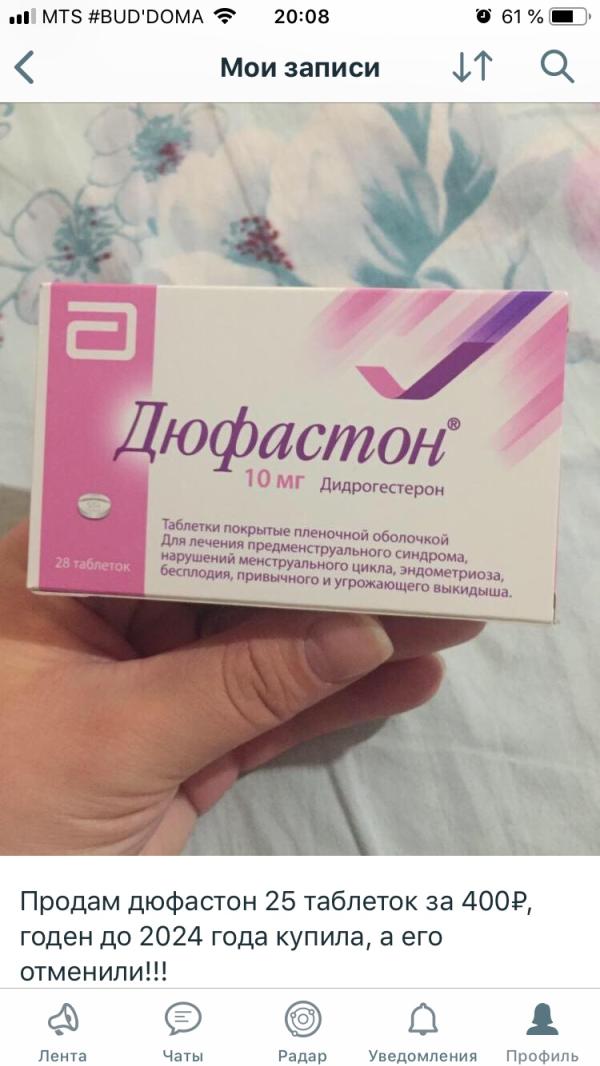 MTS #BUD'DOMA 20:08 61 %
Мои записи
Дюфастон®
10 мг Дидрогестерон
Таблетки покрытые пленочной оболочкой
Для лечения предменструального синдрома,
нарушений менструального цикла, эндометриоза,
бесплодия, привычного и угрожающего выкидыша.
28 таблеток
Продам дюфастон 25 таблеток за 400₽,
годен до 2024 года купила, а его
отменили!!!
Лента Чаты Радар Уведомления Профиль